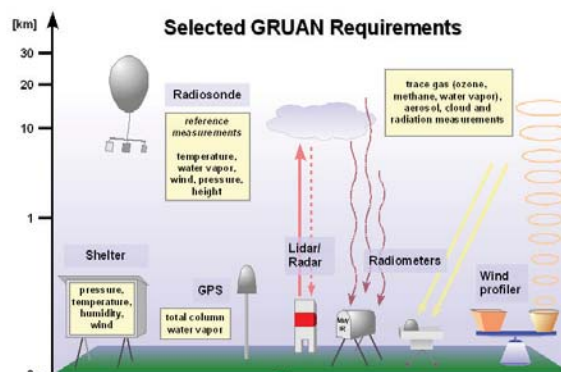 [km]
Selected GRUAN Requirements
30
20
10
1
0
Radiosonde
reference
measurements
temperature,
water vapor,
wind, pressure,
height
trace gas (ozone,
methane, water vapor),
aerosol, cloud and
radiation measurements
Shelter
pressure,
temperature,
humidity,
wind
GPS
total column
water vapor
Lidar/
Radar
Radiometers
Wind
profiler